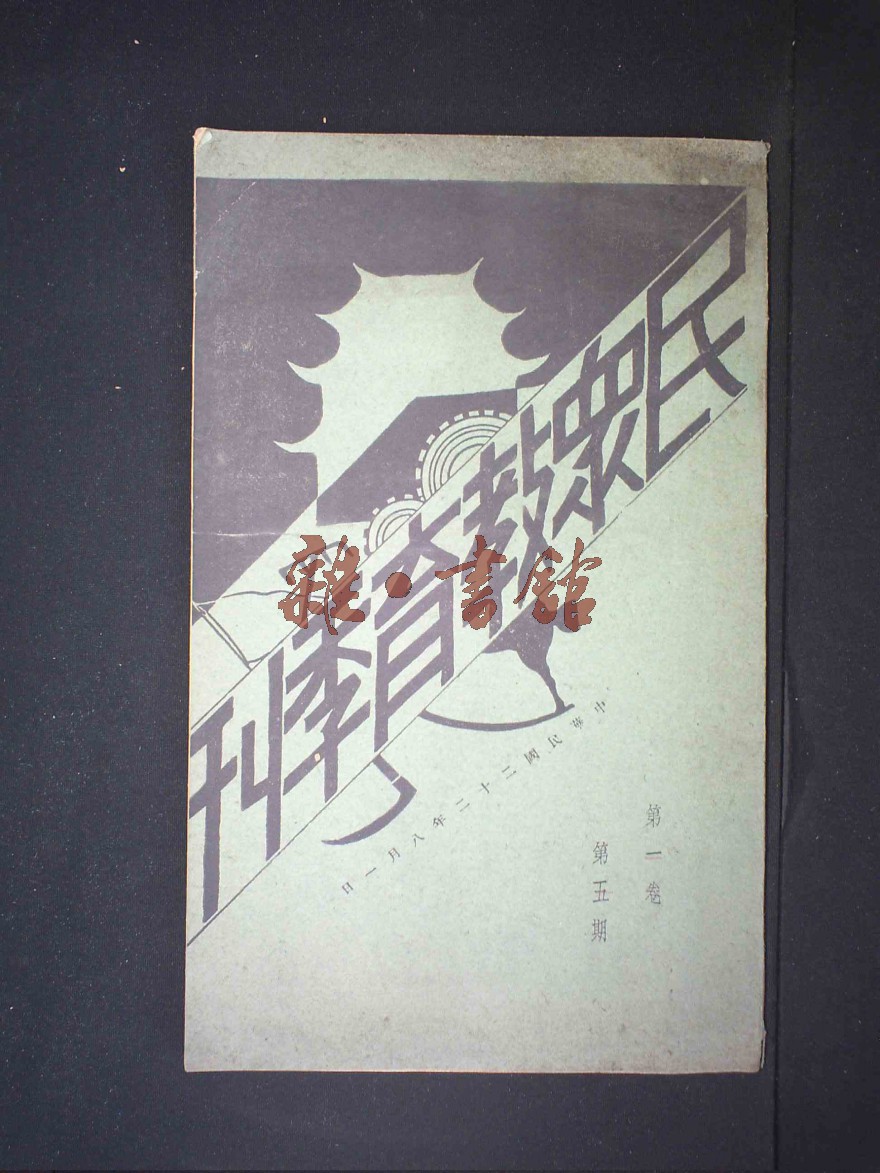 民眾教育季刊
中華民國二十二年八月一日
第一卷
第五期
雜·書館